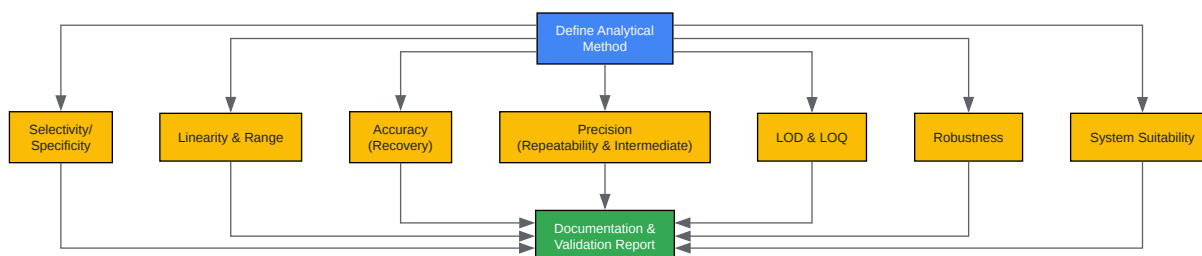 Define Analytical
Method
Selectivity/
Specificity
Linearity & Range
Accuracy
(Recovery)
Precision
(Repeatability & Intermediate)
LOD & LOQ
Robustness
System Suitability
Documentation &
Validation Report